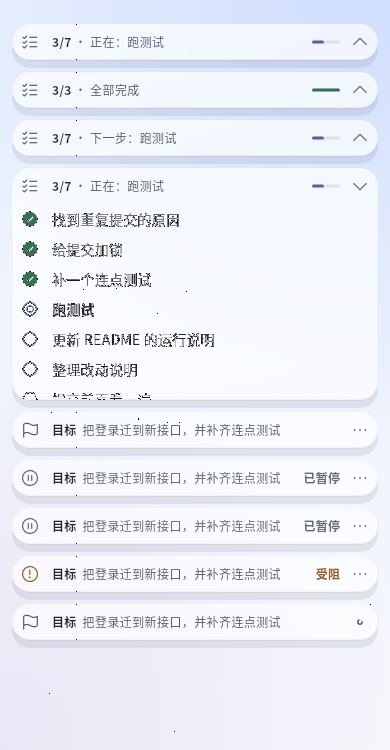 3/7 · 正在：跑测试
3/3 · 全部完成
3/7 · 下一步：跑测试
3/7 · 正在：跑测试
找到重复提交的原因
给提交加锁
补一个连点测试
跑测试
更新 README 的运行说明
整理改动说明
目标 把登录迁到新接口，并补齐连点测试 ···
目标 把登录迁到新接口，并补齐连点测试 已暂停 ···
目标 把登录迁到新接口，并补齐连点测试 已暂停 ···
目标 把登录迁到新接口，并补齐连点测试 受阻 ···
目标 把登录迁到新接口，并补齐连点测试